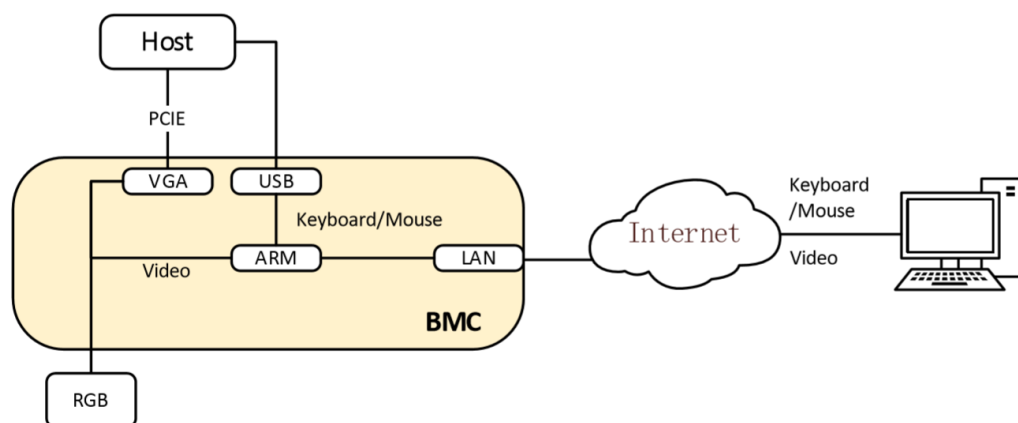 Host
PCIE
VGA
USB
Keyboard/Mouse
Video
ARM
LAN
BMC
RGB
Internet
Keyboard
/Mouse
Video